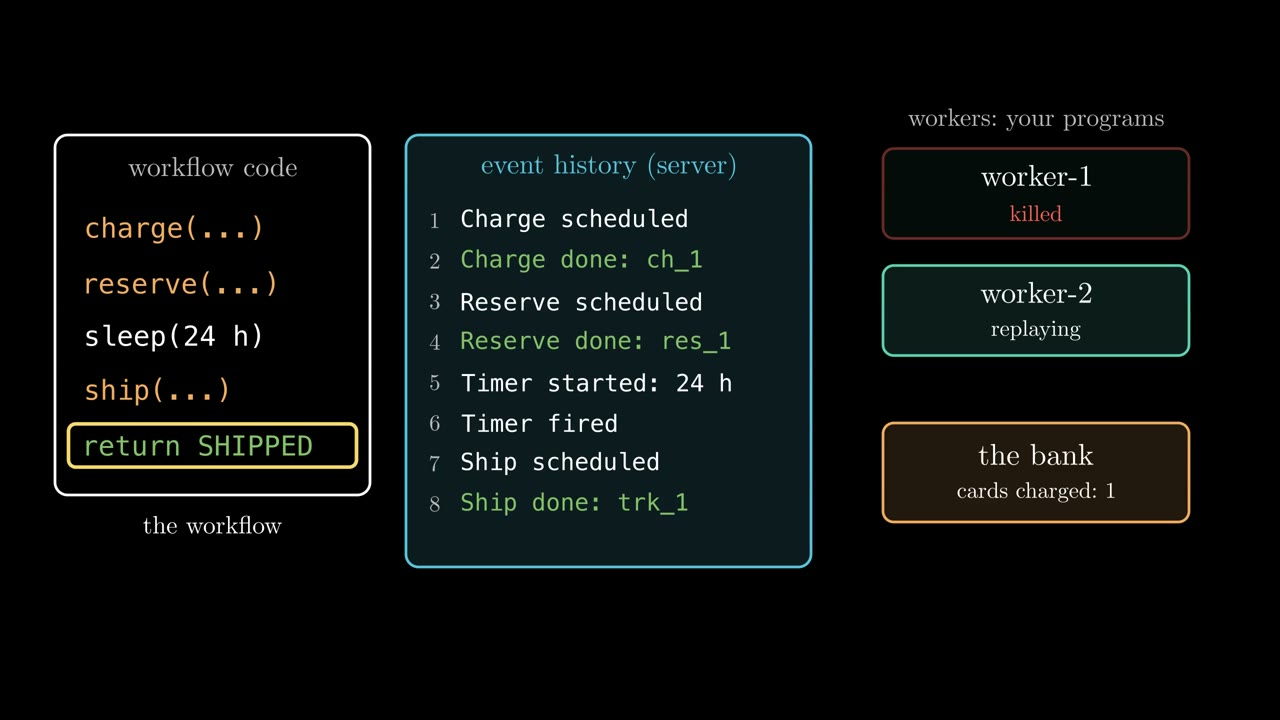 workflow code
charge(...)
reserve(...)
sleep(24 h)
ship(...)
return SHIPPED
the workflow
event history (server)
1 Charge scheduled
2 Charge done: ch_1
3 Reserve scheduled
4 Reserve done: res_1
5 Timer started: 24 h
6 Timer fired
7 Ship scheduled
8 Ship done: trk_1
workers: your programs
worker-1
killed
worker-2
replaying
the bank
cards charged: 1